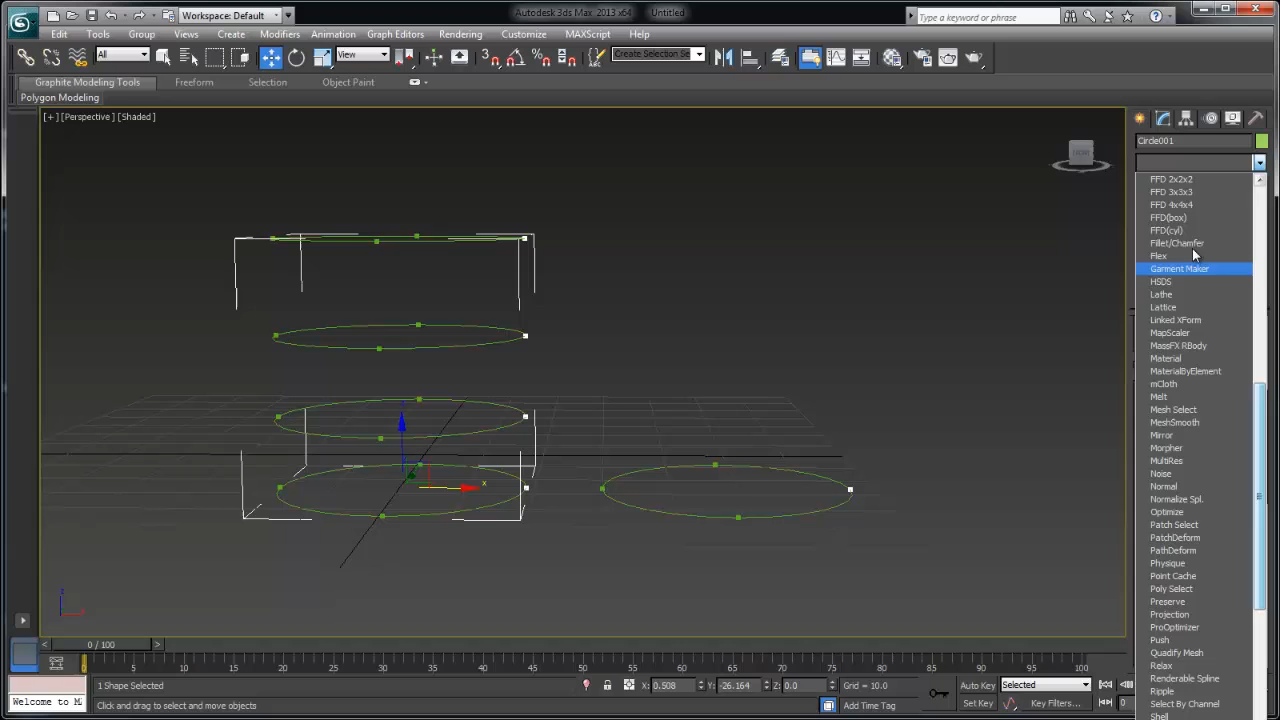 Workspace: Default
Autodesk 3ds Max 2013 x64 Untitled
Type a keyword or phrase
Edit Tools Group Views Create Modifiers Animation Graph Editors Rendering Customize MAXScript Help
All
View
Create Selection Se
Graphite Modeling Tools Freeform Selection Object Paint
Polygon Modeling
[+] [Perspective] [Shaded]
Circle001
FFD 2x2x2
FFD 3x3x3
FFD 4x4x4
FFD(box)
FFD(cyl)
Fillet/Chamfer
Flex
Garment Maker
HSDS
Lathe
Lattice
Linked XForm
MapScaler
MassFX RBody
Material
MaterialByElement
mCloth
Melt
Mesh Select
MeshSmooth
Mirror
Morpher
MultiRes
Noise
Normal
Normalize Spl.
Optimize
Patch Select
PatchDeform
PathDeform
Physique
Point Cache
Poly Select
Preserve
Projection
ProOptimizer
Push
Quadify Mesh
Relax
Renderable Spline
Ripple
Select By Channel
Shell
x
0 / 100
0 5 10 15 20 25 30 35 40 45 50 55 60 65 70 75 80 85 90 95 100
1 Shape Selected
X: 0.508 Y: -26.164 Z: 0.0 Grid = 10.0
Auto Key Selected
Welcome to M
Click and drag to select and move objects
Add Time Tag
Set Key Key Filters... 0